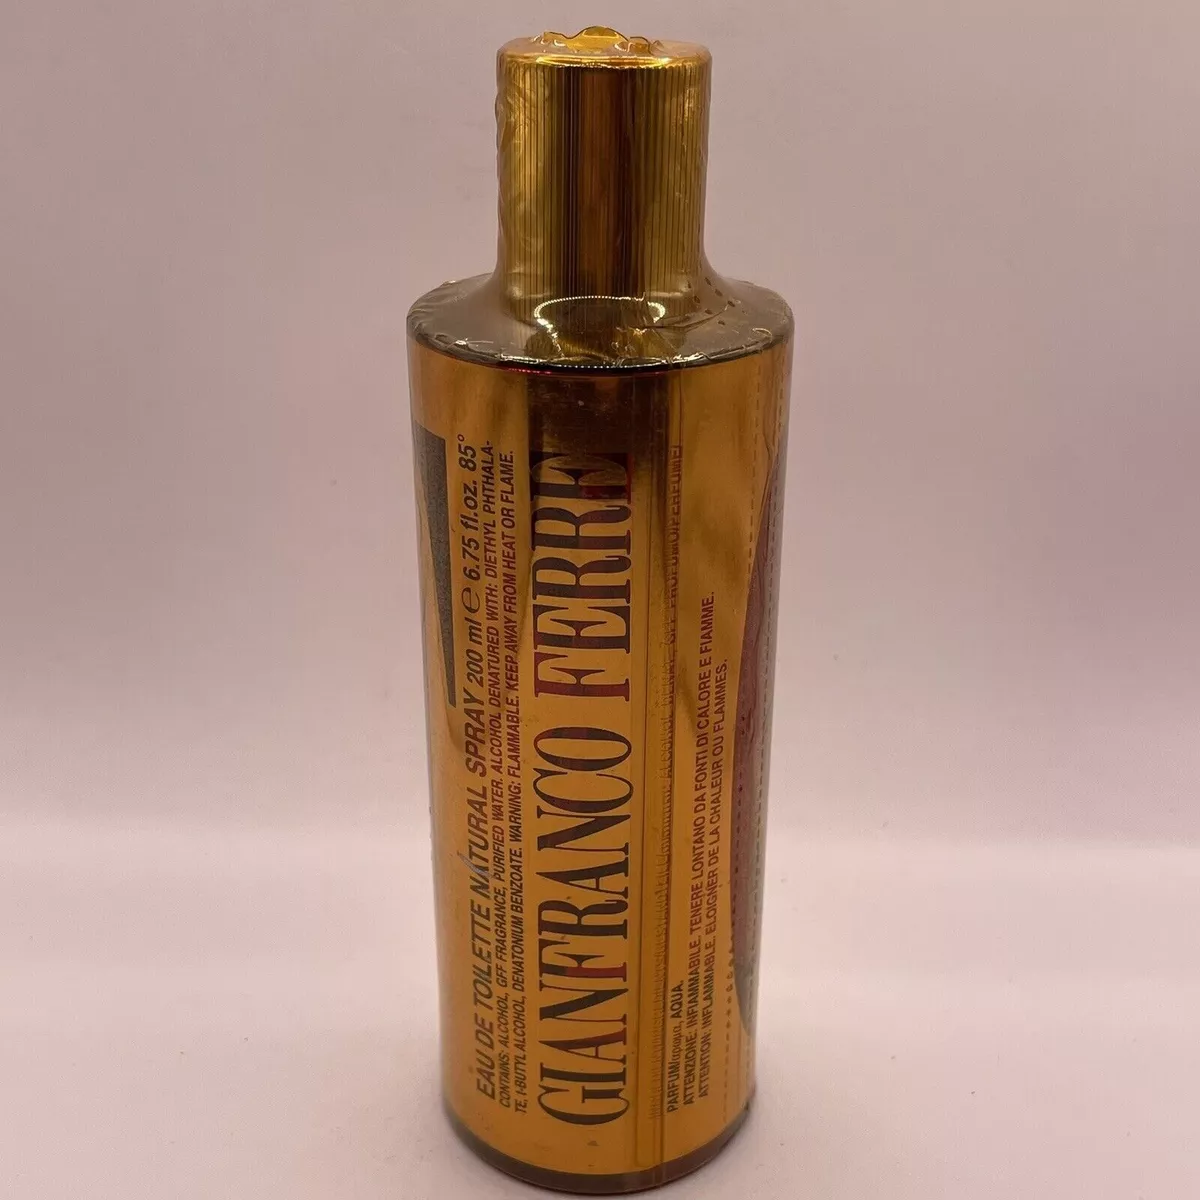 EAU DE TOILETTE NATURAL SPRAY 200 ml ℮ 6.75 fl.oz. 85°
CONTAINS: ALCOHOL, GFF FRAGRANCE, PURIFIED WATER. ALCOHOL DENATURED WITH: DIETHYL PHTHALA-
TE, t-BUTYL ALCOHOL, DENATONIUM BENZOATE. WARNING: FLAMMABLE. KEEP AWAY FROM HEAT OR FLAME.
GIANFRANCO FERRE
PROFUMO/PERFUME/
PARFUM/αρωμα, AQUA.
ATTENZIONE: INFIAMMABILE. TENERE LONTANO DA FONTI DI CALORE E FIAMME.
ATTENTION: INFLAMMABLE. ELOIGNER DE LA CHALEUR OU FLAMMES.